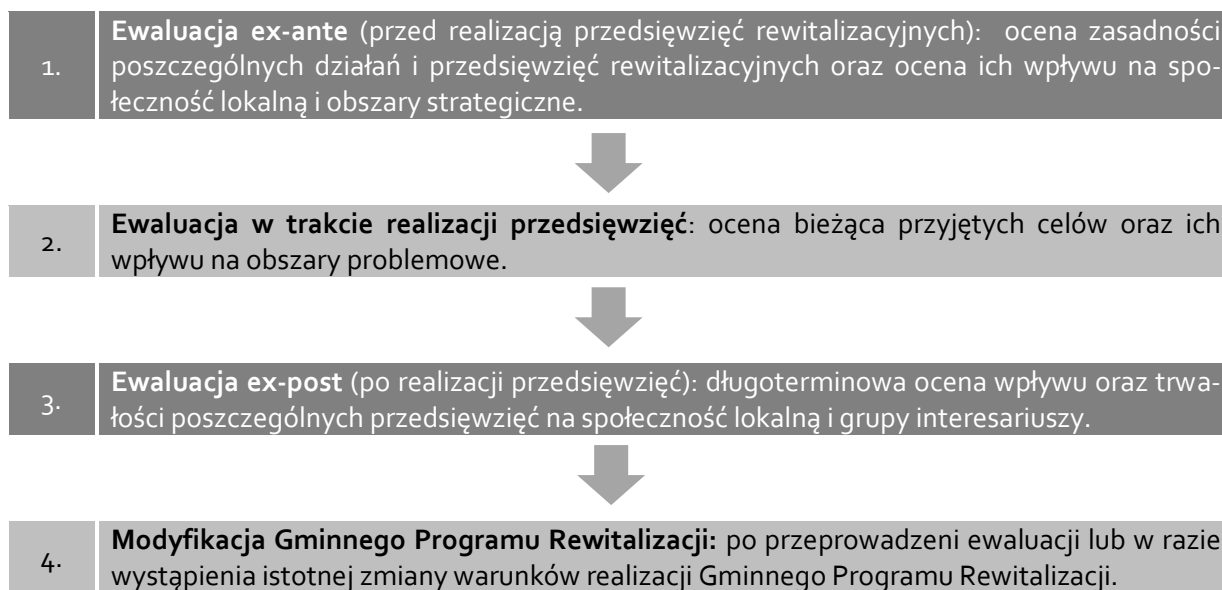 Ewaluacja ex-ante (przed realizacją przedsięwzięć rewitalizacyjnych): ocena zasadności
1. poszczególnych działań i przedsięwzięć rewitalizacyjnych oraz ocena ich wpływu na spo-
łeczność lokalną i obszary strategiczne.
2. Ewaluacja w trakcie realizacji przedsięwzięć: ocena bieżąca przyjętych celów oraz ich
wpływu na obszary problemowe.
3. Ewaluacja ex-post (po realizacji przedsięwzięć): długoterminowa ocena wpływu oraz trwa-
łości poszczególnych przedsięwzięć na społeczność lokalną i grupy interesariuszy.
4. Modyfikacja Gminnego Programu Rewitalizacji: po przeprowadzeni ewaluacji lub w razie
wystąpienia istotnej zmiany warunków realizacji Gminnego Programu Rewitalizacji.